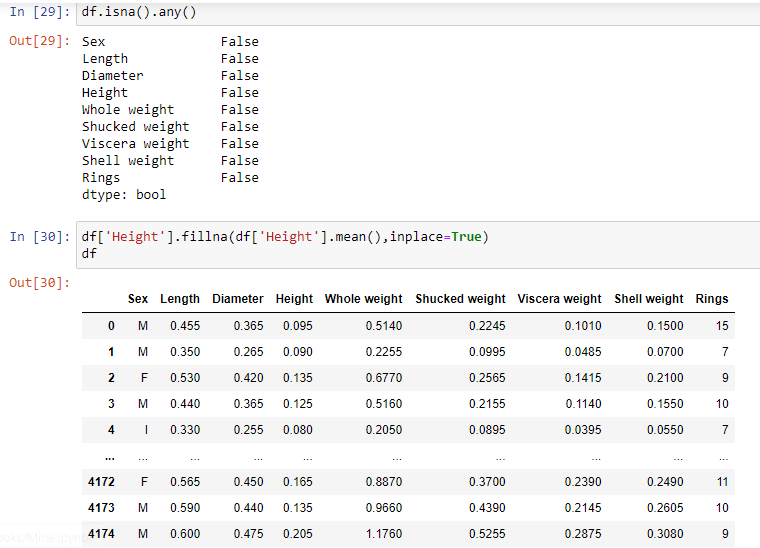 In [29]: df.isna().any()
Out[29]: Sex False
Length False
Diameter False
Height False
Whole weight False
Shucked weight False
Viscera weight False
Shell weight False
Rings False
dtype: bool
In [30]: df['Height'].fillna(df['Height'].mean(),inplace=True)
df
Out[30]:
Sex Length Diameter Height Whole weight Shucked weight Viscera weight Shell weight Rings
0 M 0.455 0.365 0.095 0.5140 0.2245 0.1010 0.1500 15
1 M 0.350 0.265 0.090 0.2255 0.0995 0.0485 0.0700 7
2 F 0.530 0.420 0.135 0.6770 0.2565 0.1415 0.2100 9
3 M 0.440 0.365 0.125 0.5160 0.2155 0.1140 0.1550 10
4 I 0.330 0.255 0.080 0.2050 0.0895 0.0395 0.0550 7
... ... ... ... ... ... ... ... ... ...
4172 F 0.565 0.450 0.165 0.8870 0.3700 0.2390 0.2490 11
4173 M 0.590 0.440 0.135 0.9660 0.4390 0.2145 0.2605 10
4174 M 0.600 0.475 0.205 1.1760 0.5255 0.2875 0.3080 9